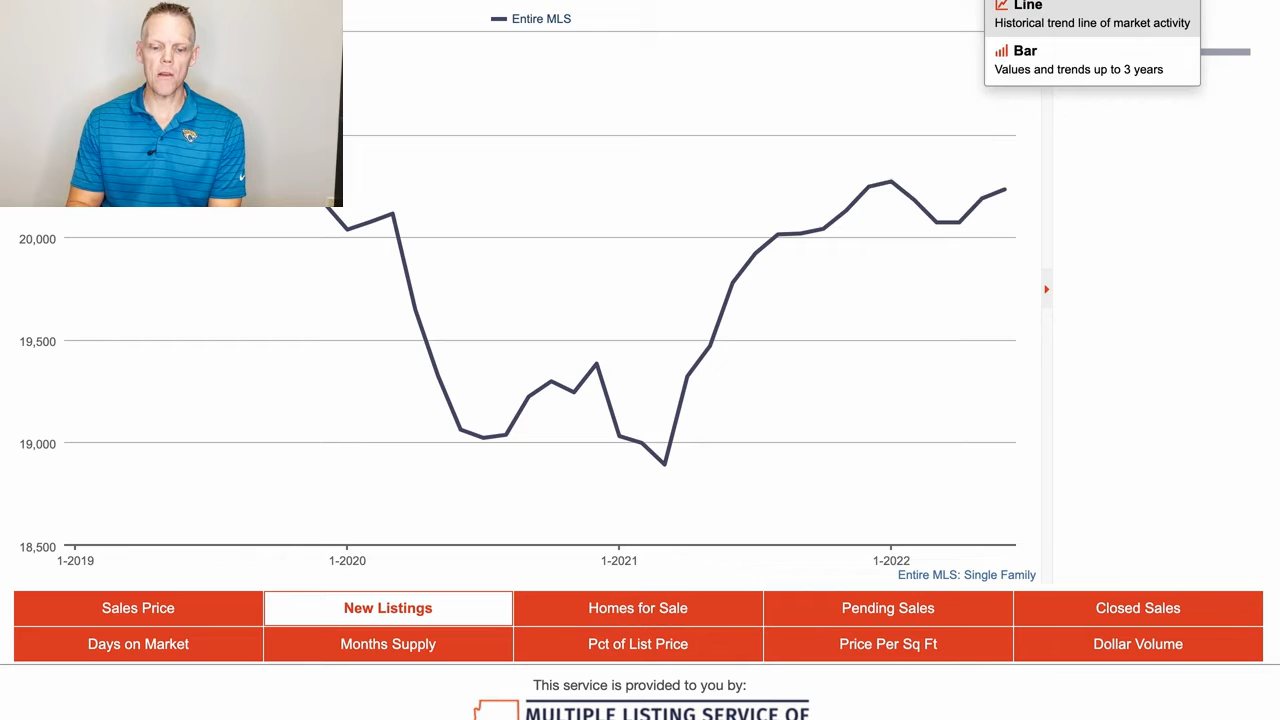 Entire MLS
Line
Historical trend line of market activity
Bar
Values and trends up to 3 years
20,000
19,500
19,000
18,500
1-2019
1-2020
1-2021
1-2022
Entire MLS: Single Family
Sales Price
New Listings
Homes for Sale
Pending Sales
Closed Sales
Days on Market
Months Supply
Pct of List Price
Price Per Sq Ft
Dollar Volume
This service is provided to you by:
MULTIPLE LISTING SERVICE OF